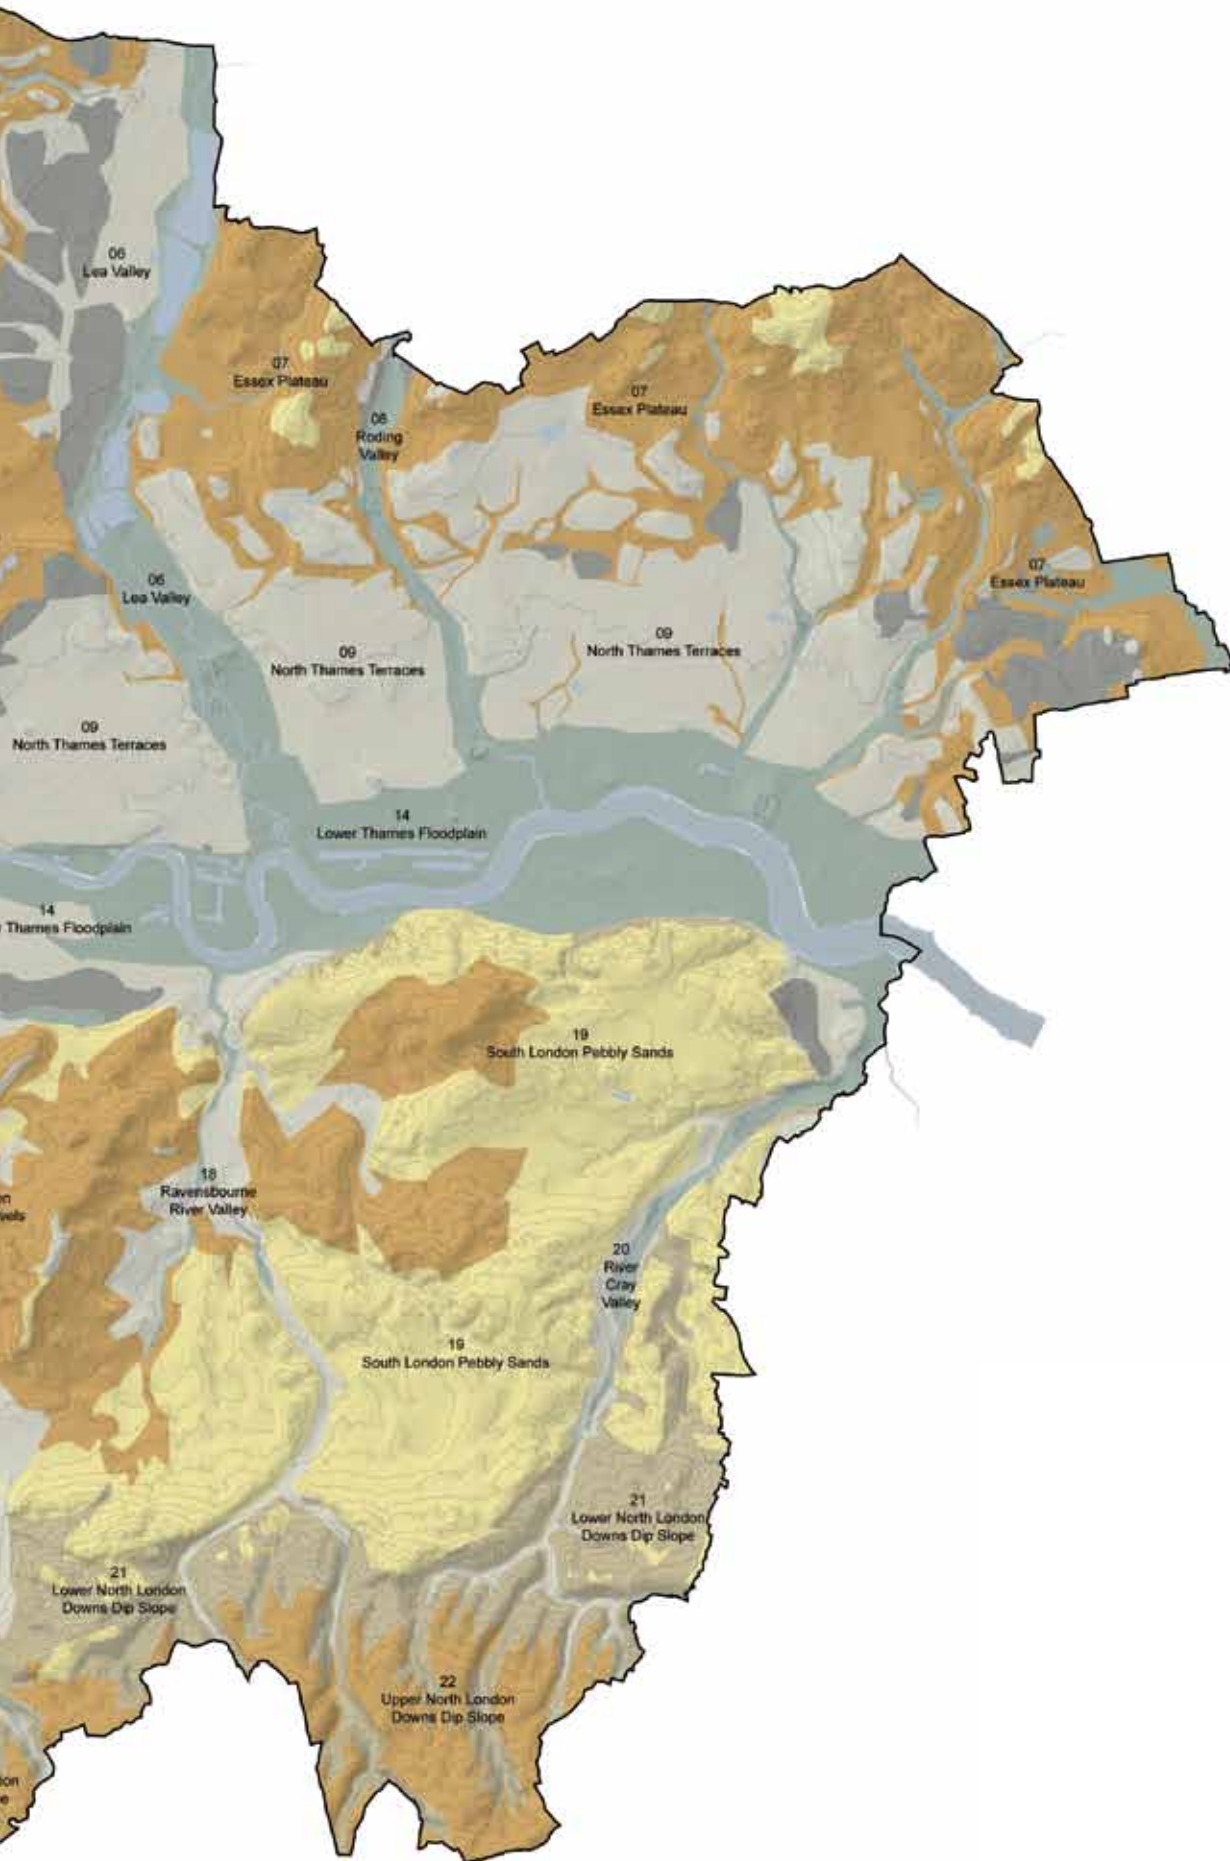 06
Lea Valley
07
Essex Plateau
08
Roding
Valley
07
Essex Plateau
06
Lea Valley
07
Essex Plateau
09
North Thames Terraces
09
North Thames Terraces
09
North Thames Terraces
14
Lower Thames Floodplain
14
Thames Floodplain
19
South London Pebbly Sands
18
Ravensbourne
River Valley
20
River
Cray
Valley
19
South London Pebbly Sands
21
Lower North London
Downs Dip Slope
21
Lower North London
Downs Dip Slope
22
Upper North London
Downs Dip Slope